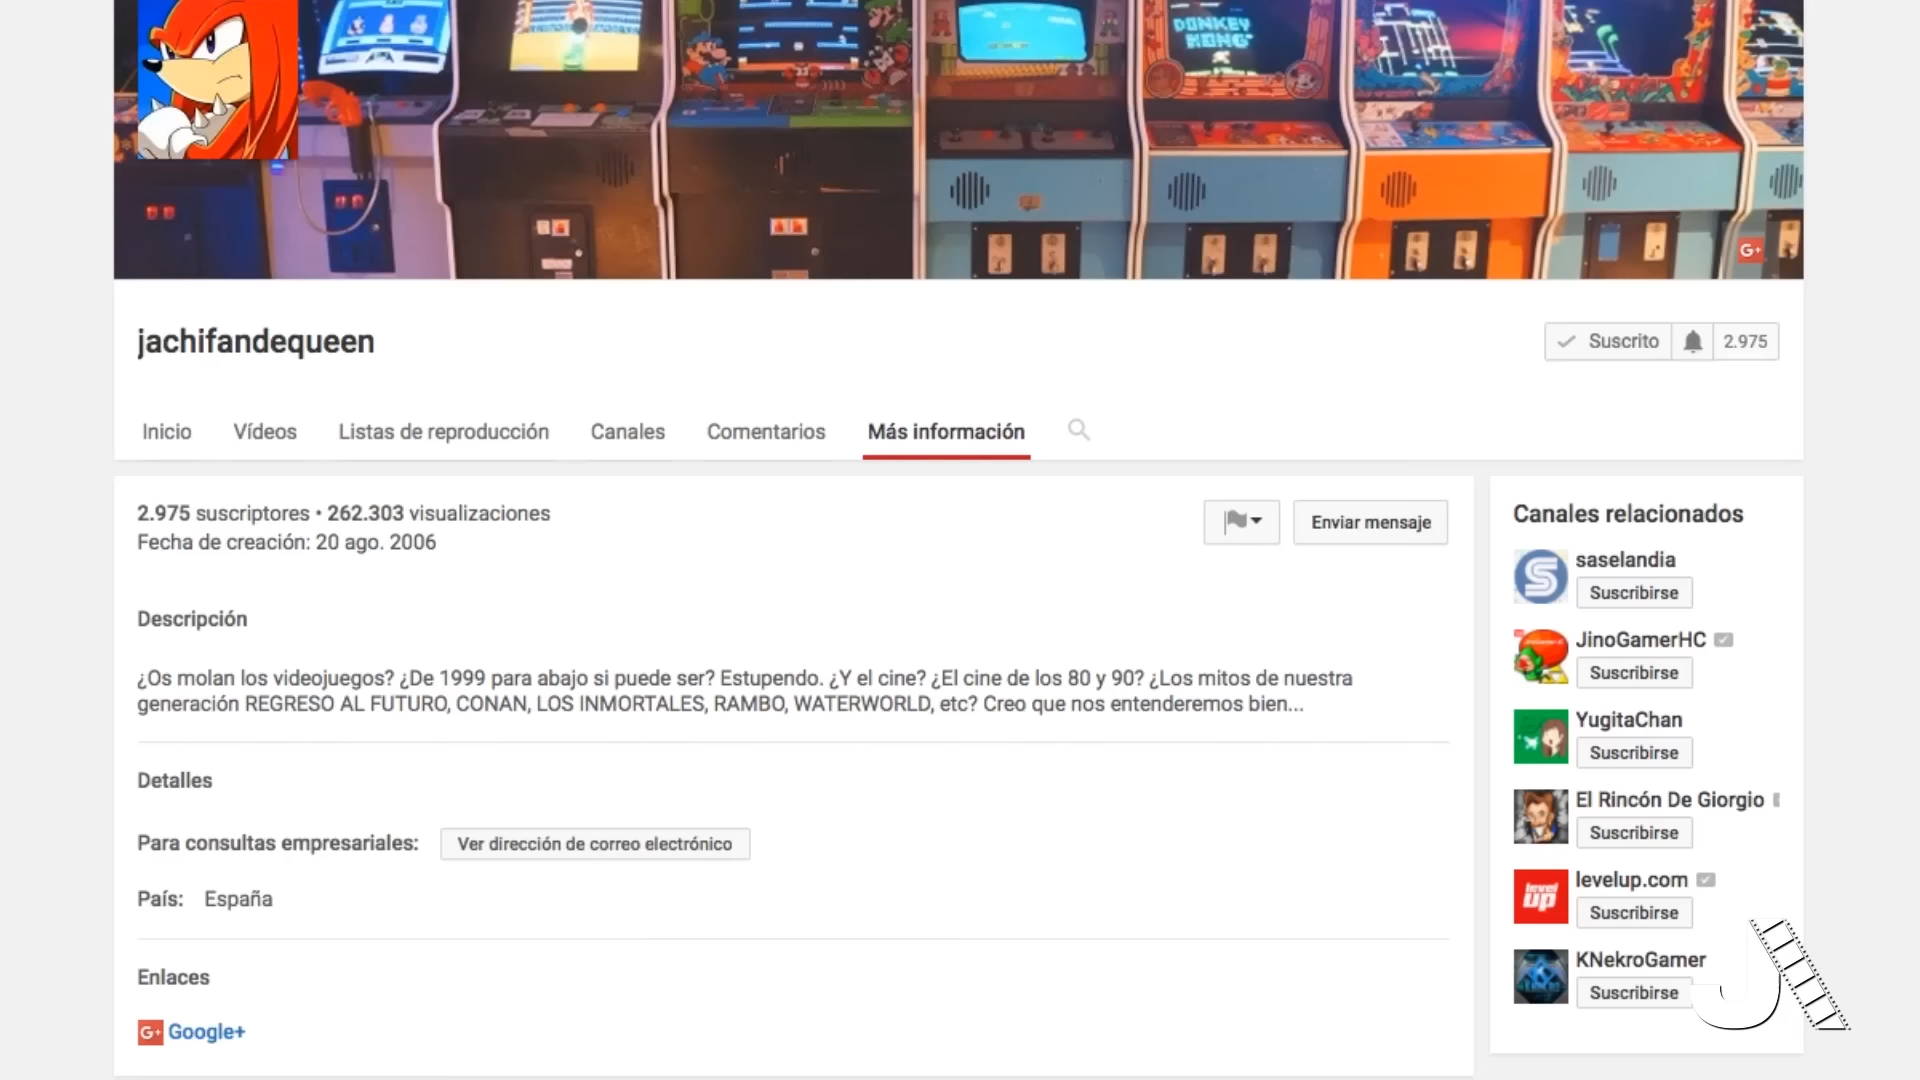 DONKEY
KONG
G+
jachifandequeen
Suscrito
2.975
Inicio
Vídeos
Listas de reproducción
Canales
Comentarios
Más información
2.975 suscriptores • 262.303 visualizaciones
Fecha de creación: 20 ago. 2006
Enviar mensaje
Descripción
¿Os molan los videojuegos? ¿De 1999 para abajo si puede ser? Estupendo. ¿Y el cine? ¿El cine de los 80 y 90? ¿Los mitos de nuestra
generación REGRESO AL FUTURO, CONAN, LOS INMORTALES, RAMBO, WATERWORLD, etc? Creo que nos entenderemos bien...
Detalles
Para consultas empresariales:
Ver dirección de correo electrónico
País: España
Enlaces
G+ Google+
Canales relacionados
S
saselandia
Suscribirse
JinoGamerHC
Suscribirse
YugitaChan
Suscribirse
El Rincón De Giorgio
Suscribirse
level
up
levelup.com
Suscribirse
KNekroGamer
Suscribirse
J